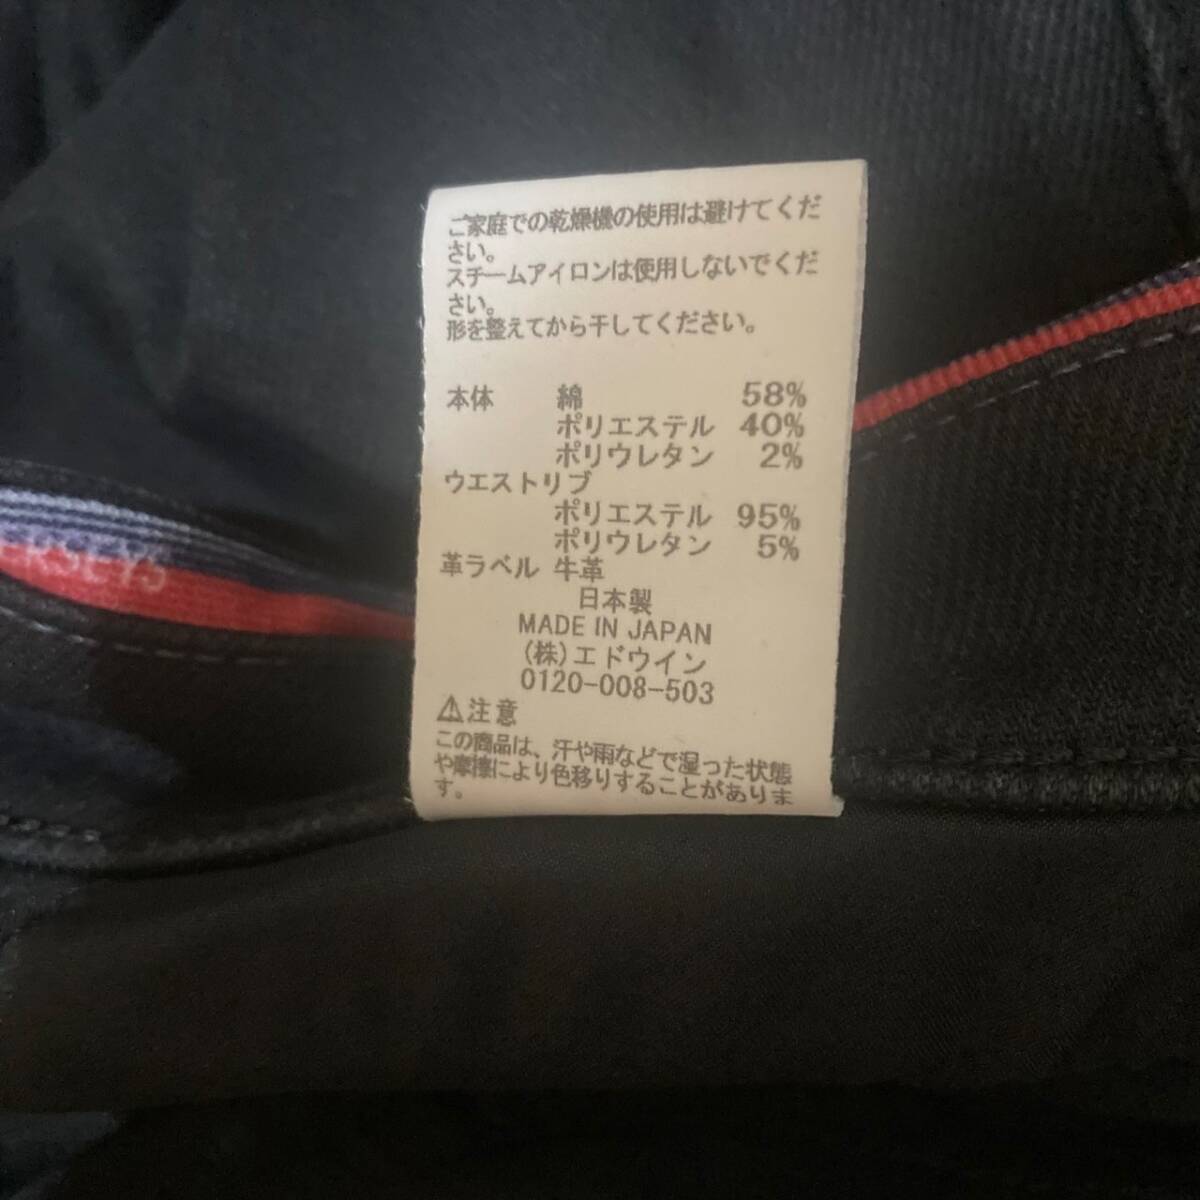 ご家庭での乾燥機の使用は避けてくだ
さい。
スチームアイロンは使用しないでくだ
さい。
形を整えてから干してください。
本体 綿 58%
ポリエステル 40%
ポリウレタン 2%
ウエストリブ
ポリエステル 95%
ポリウレタン 5%
革ラベル 牛革
日本製
MADE IN JAPAN
(株)エドウイン
0120-008-503
⚠注意
この商品は、汗や雨などで湿った状態
や摩擦により色移りすることがありま
す。
ERSEYS